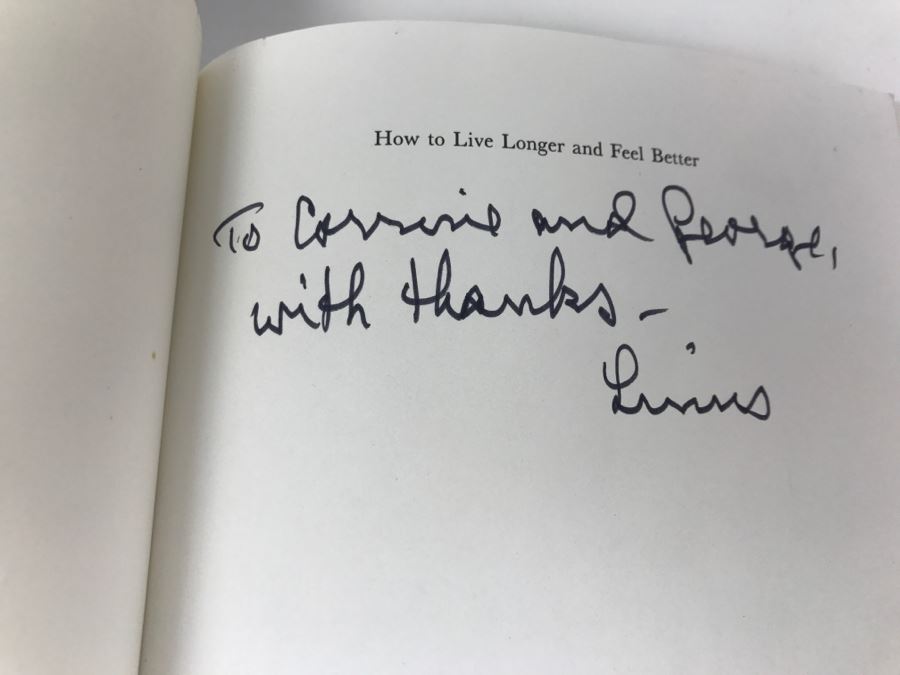 How to Live Longer and Feel Better
To Corrine and George,
with thanks -
Linus